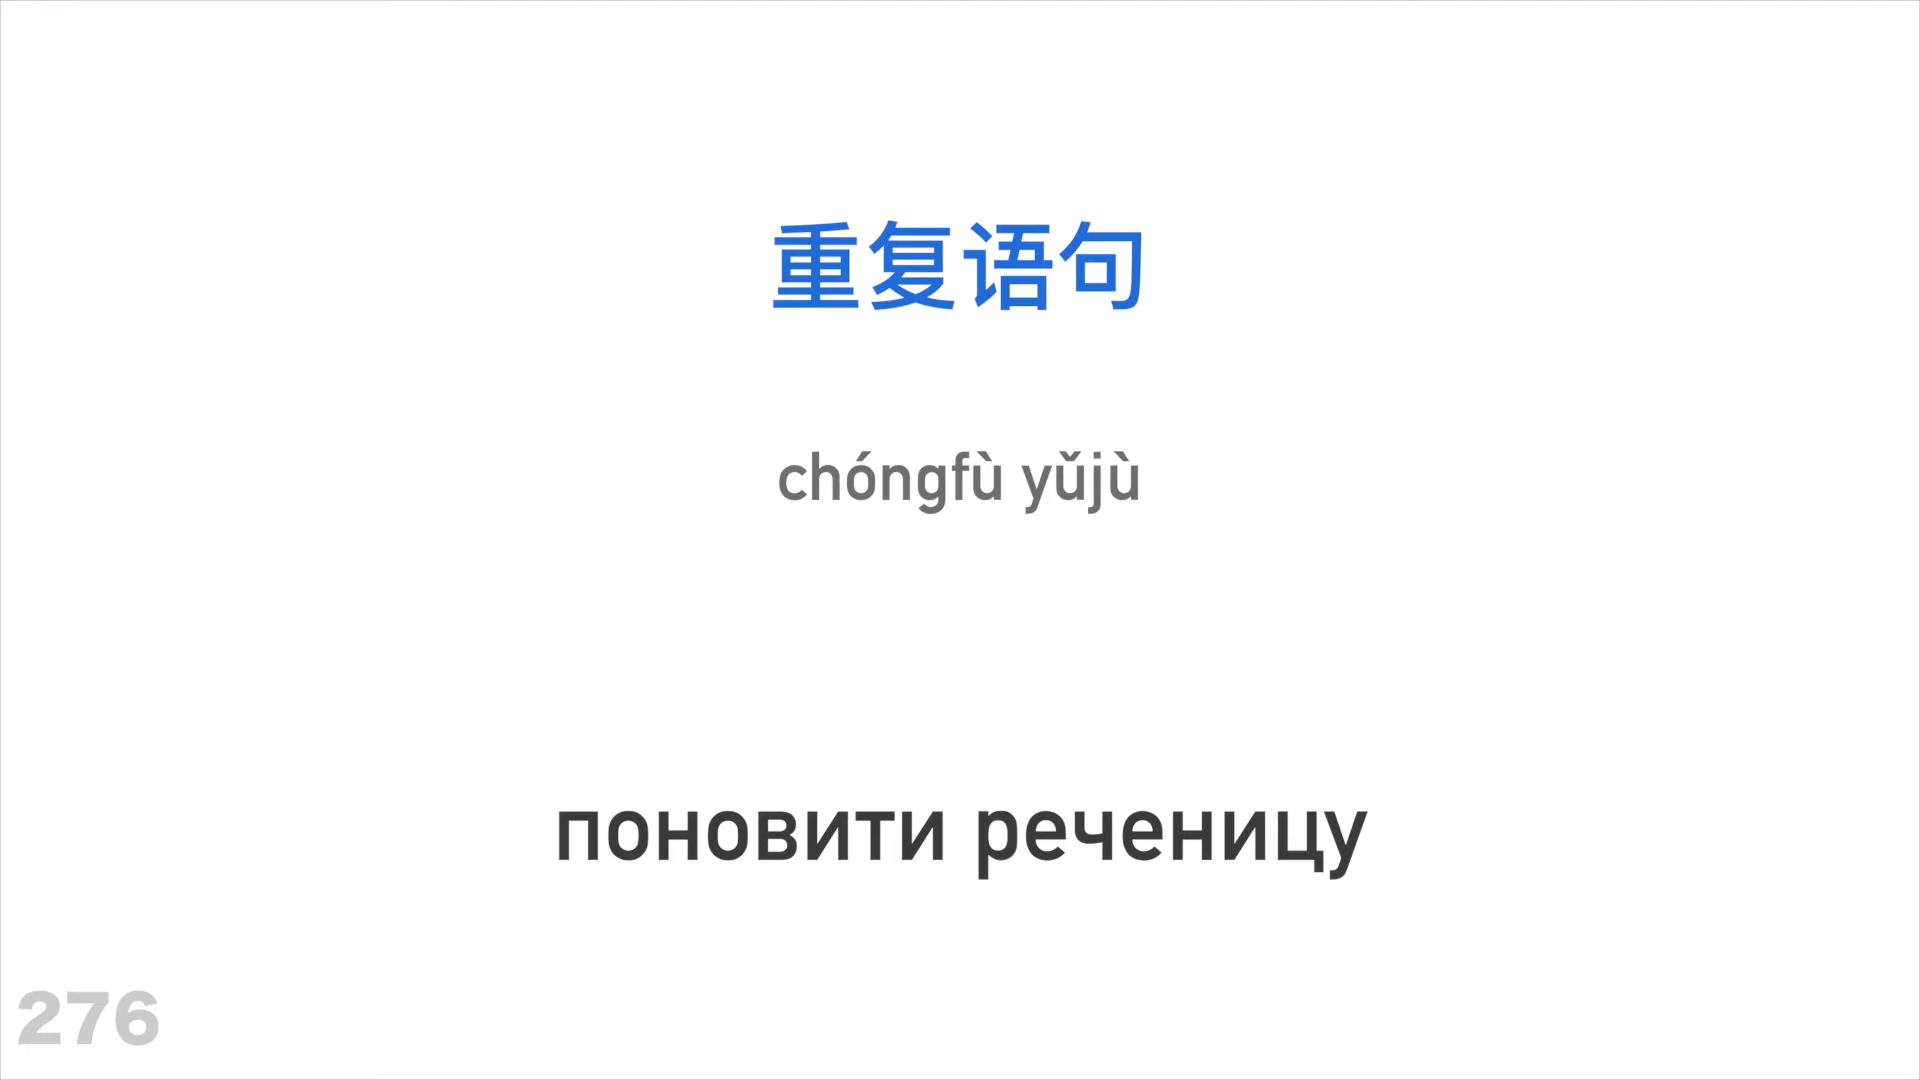 重复语句
chóngfù yǔjù
поновити реченицу
276